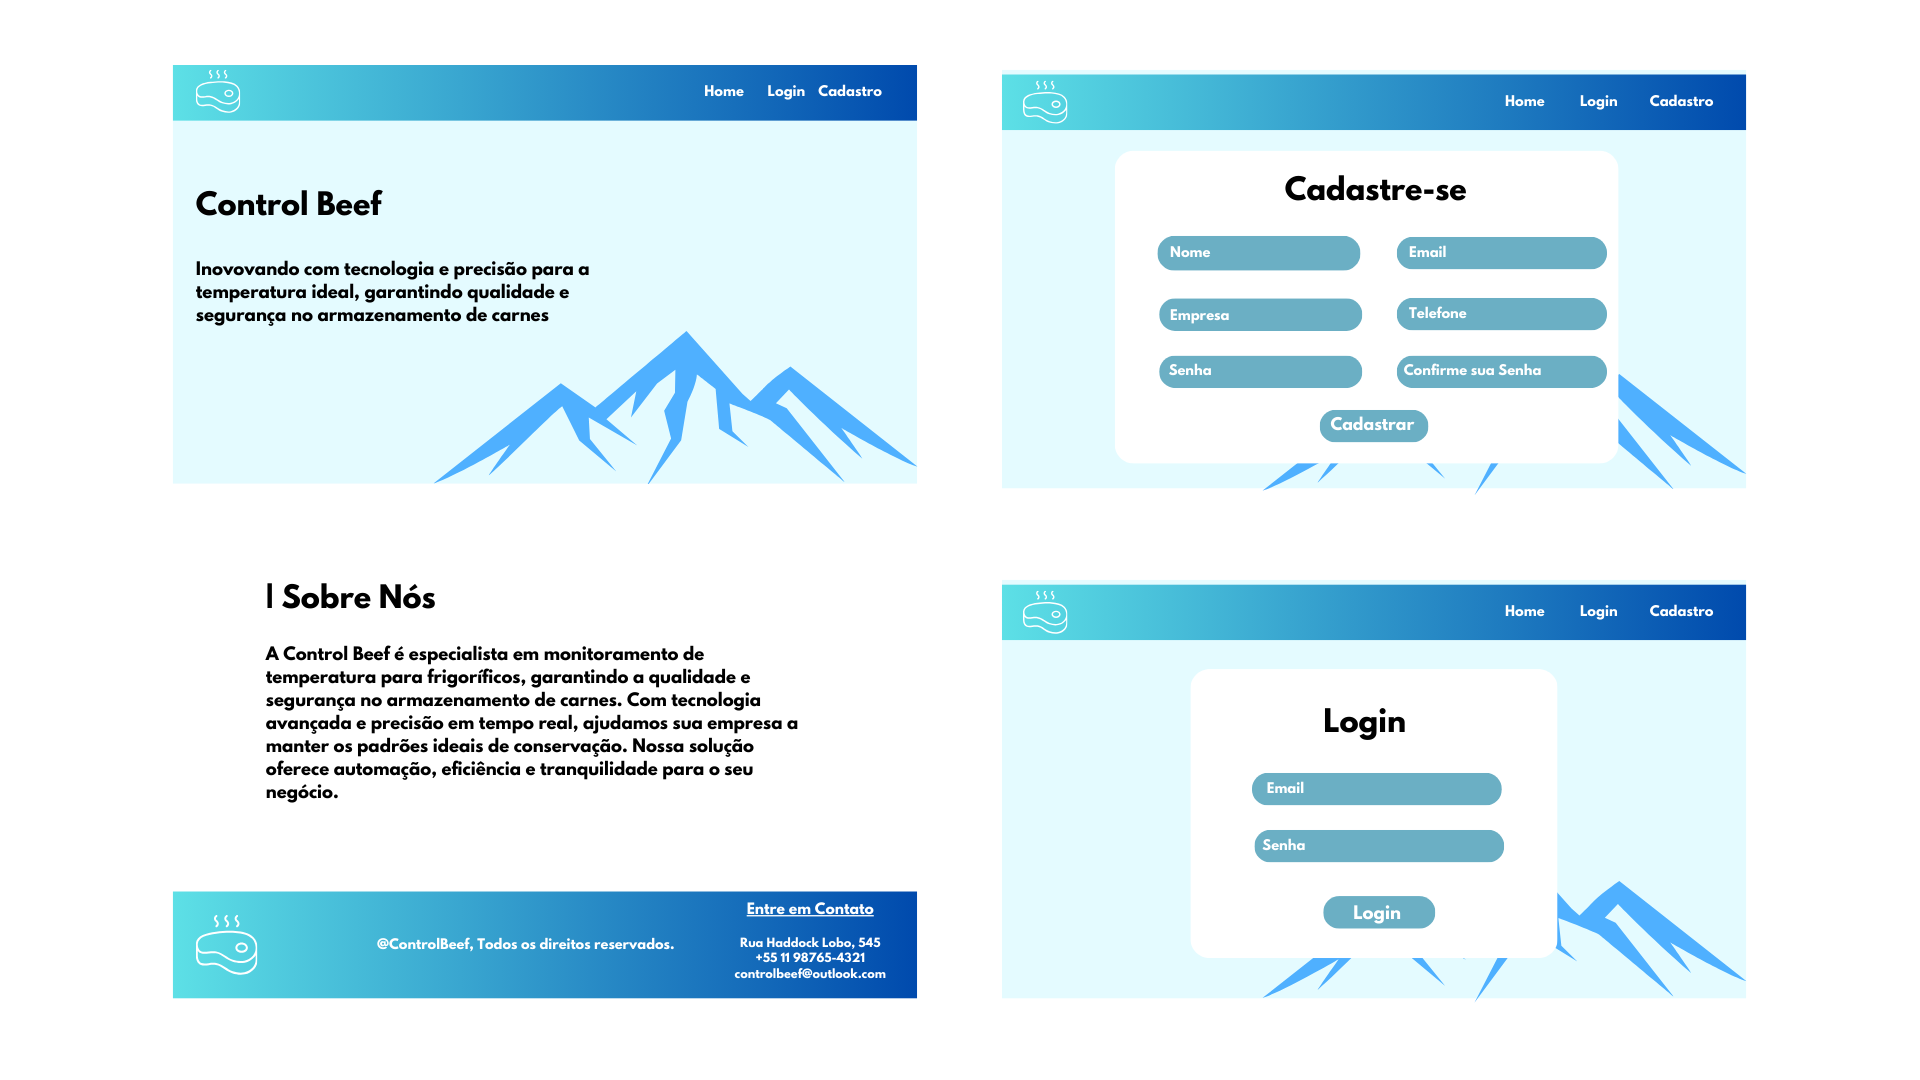 Home Login Cadastro
Control Beef
Inovovando com tecnologia e precisão para a
temperatura ideal, garantindo qualidade e
segurança no armazenamento de carnes
| Sobre Nós
A Control Beef é especialista em monitoramento de
temperatura para frigoríficos, garantindo a qualidade e
segurança no armazenamento de carnes. Com tecnologia
avançada e precisão em tempo real, ajudamos sua empresa a
manter os padrões ideais de conservação. Nossa solução
oferece automação, eficiência e tranquilidade para o seu
negócio.
@ControlBeef, Todos os direitos reservados.
Entre em Contato
Rua Haddock Lobo, 545
+55 11 98765-4321
controlbeef@outlook.com
Home Login Cadastro
Cadastre-se
Nome Email
Empresa Telefone
Senha Confirme sua Senha
Cadastrar
Home Login Cadastro
Login
Email
Senha
Login